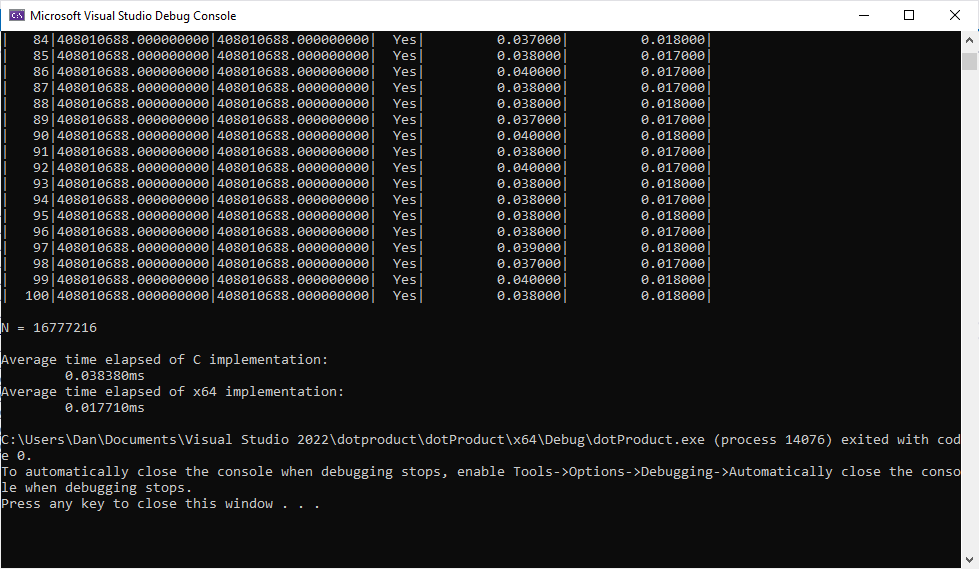 Microsoft Visual Studio Debug Console
|   84|408010688.000000000|408010688.000000000|  Yes|         0.037000|         0.018000|
|   85|408010688.000000000|408010688.000000000|  Yes|         0.038000|         0.017000|
|   86|408010688.000000000|408010688.000000000|  Yes|         0.040000|         0.017000|
|   87|408010688.000000000|408010688.000000000|  Yes|         0.038000|         0.017000|
|   88|408010688.000000000|408010688.000000000|  Yes|         0.038000|         0.018000|
|   89|408010688.000000000|408010688.000000000|  Yes|         0.037000|         0.017000|
|   90|408010688.000000000|408010688.000000000|  Yes|         0.040000|         0.018000|
|   91|408010688.000000000|408010688.000000000|  Yes|         0.038000|         0.017000|
|   92|408010688.000000000|408010688.000000000|  Yes|         0.040000|         0.017000|
|   93|408010688.000000000|408010688.000000000|  Yes|         0.038000|         0.018000|
|   94|408010688.000000000|408010688.000000000|  Yes|         0.038000|         0.017000|
|   95|408010688.000000000|408010688.000000000|  Yes|         0.038000|         0.018000|
|   96|408010688.000000000|408010688.000000000|  Yes|         0.038000|         0.017000|
|   97|408010688.000000000|408010688.000000000|  Yes|         0.039000|         0.018000|
|   98|408010688.000000000|408010688.000000000|  Yes|         0.037000|         0.017000|
|   99|408010688.000000000|408010688.000000000|  Yes|         0.040000|         0.018000|
|  100|408010688.000000000|408010688.000000000|  Yes|         0.038000|         0.018000|
N = 16777216
Average time elapsed of C implementation:
0.038380ms
Average time elapsed of x64 implementation:
0.017710ms
C:\Users\Dan\Documents\Visual Studio 2022\dotproduct\dotProduct\x64\Debug\dotProduct.exe (process 14076) exited with cod
e 0.
To automatically close the console when debugging stops, enable Tools->Options->Debugging->Automatically close the conso
le when debugging stops.
Press any key to close this window . . .